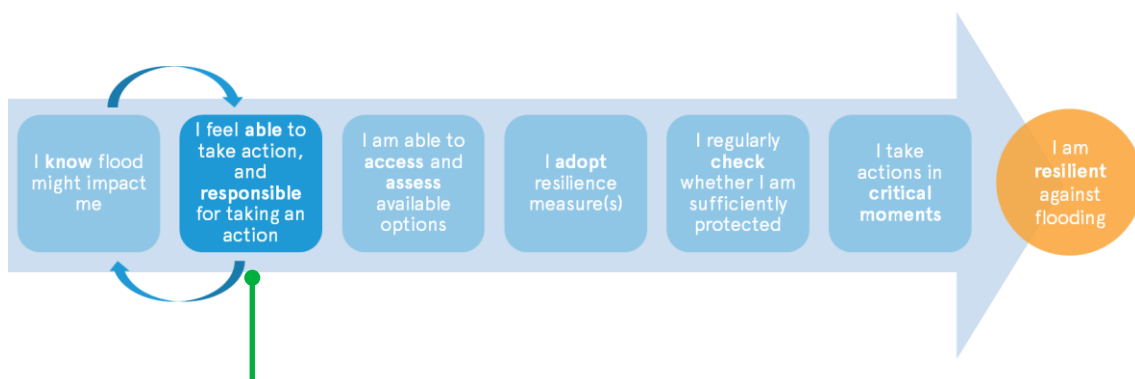 I know flood
might impact
me
I feel able to
take action,
and
responsible
for taking an
action
I am able to
access and
assess
available
options
I adopt
resilience
measure(s)
I regularly
check
whether I am
sufficiently
protected
I take
actions in
critical
moments
I am
resilient
against
flooding